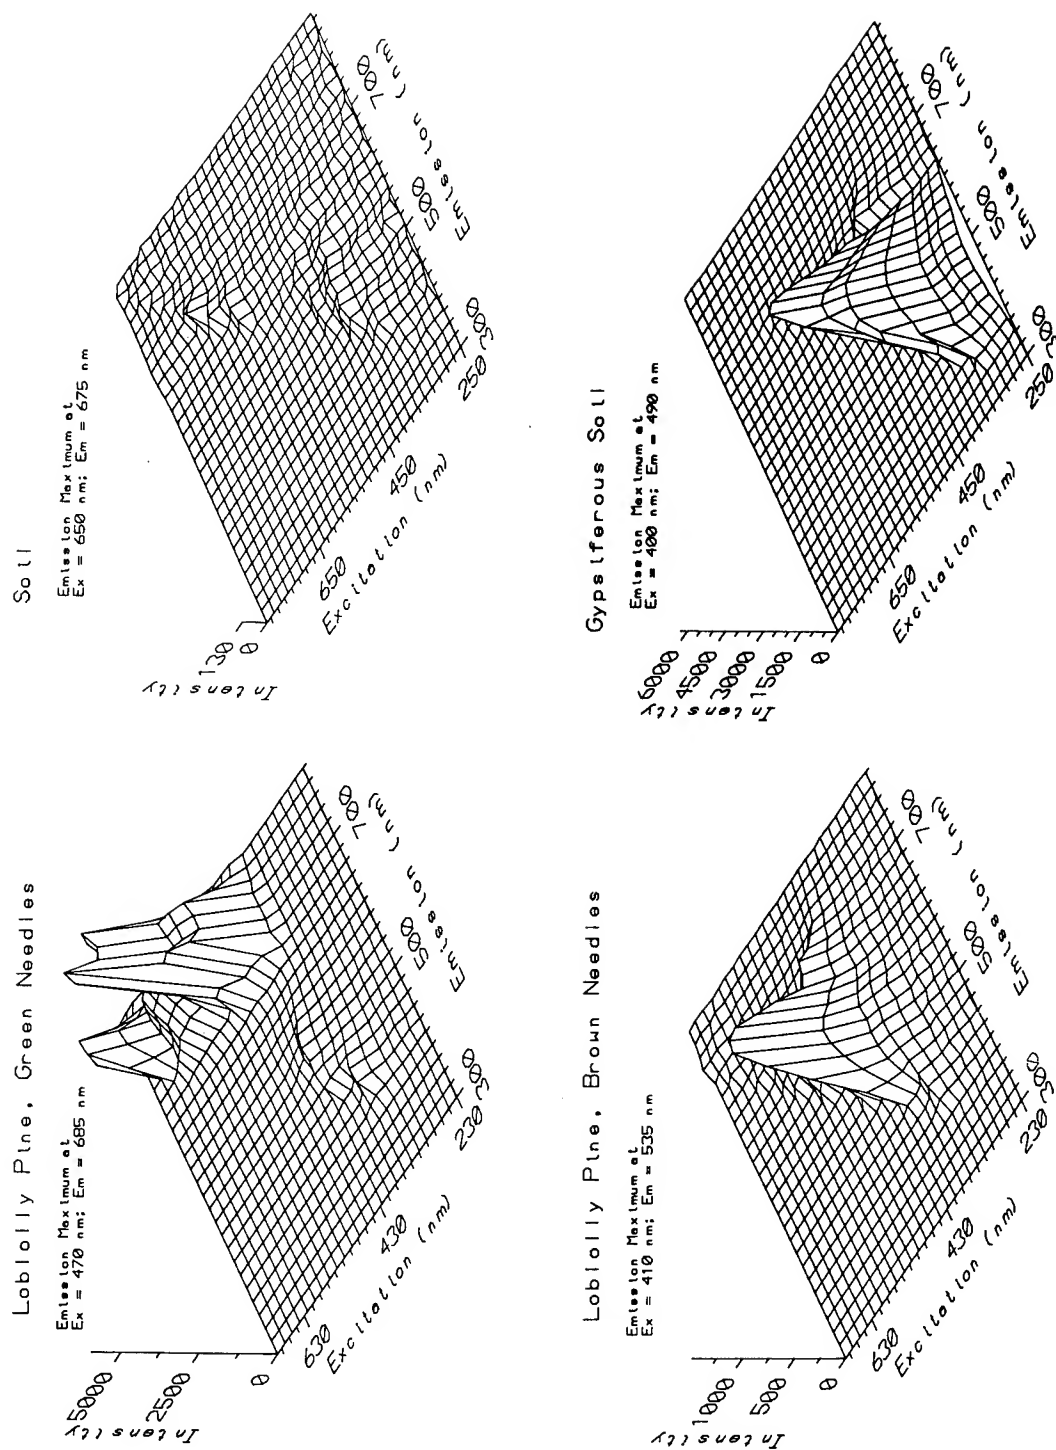 Loblolly Pine, Green Needles
Emission Maximum at
Ex = 470 nm; Em = 685 nm
Intensity
5000
2500
0
630
430
230
Excitation (nm)
300
500
700
Emission (nm)
Soil
Emission Maximum at
Ex = 650 nm; Em = 675 nm
Intensity
130
0
650
450
250
Excitation (nm)
300
500
700
Emission (nm)
Loblolly Pine, Brown Needles
Emission Maximum at
Ex = 410 nm; Em = 535 nm
Intensity
1000
500
0
630
430
230
Excitation (nm)
300
500
700
Emission (nm)
Gypsiferous Soil
Emission Maximum at
Ex = 400 nm; Em = 490 nm
Intensity
6000
4500
3000
1500
0
650
450
250
Excitation (nm)
300
500
700
Emission (nm)